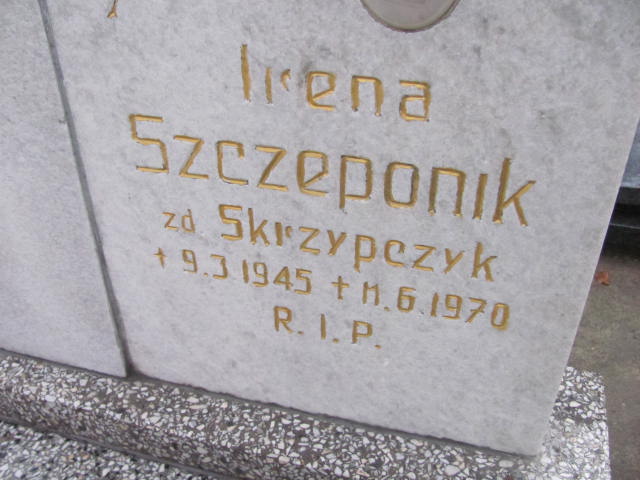 Irena
Szczeponik
zd Skrzypczyk
+ 9.3 1945 + 11.6.1970
R. I. P.